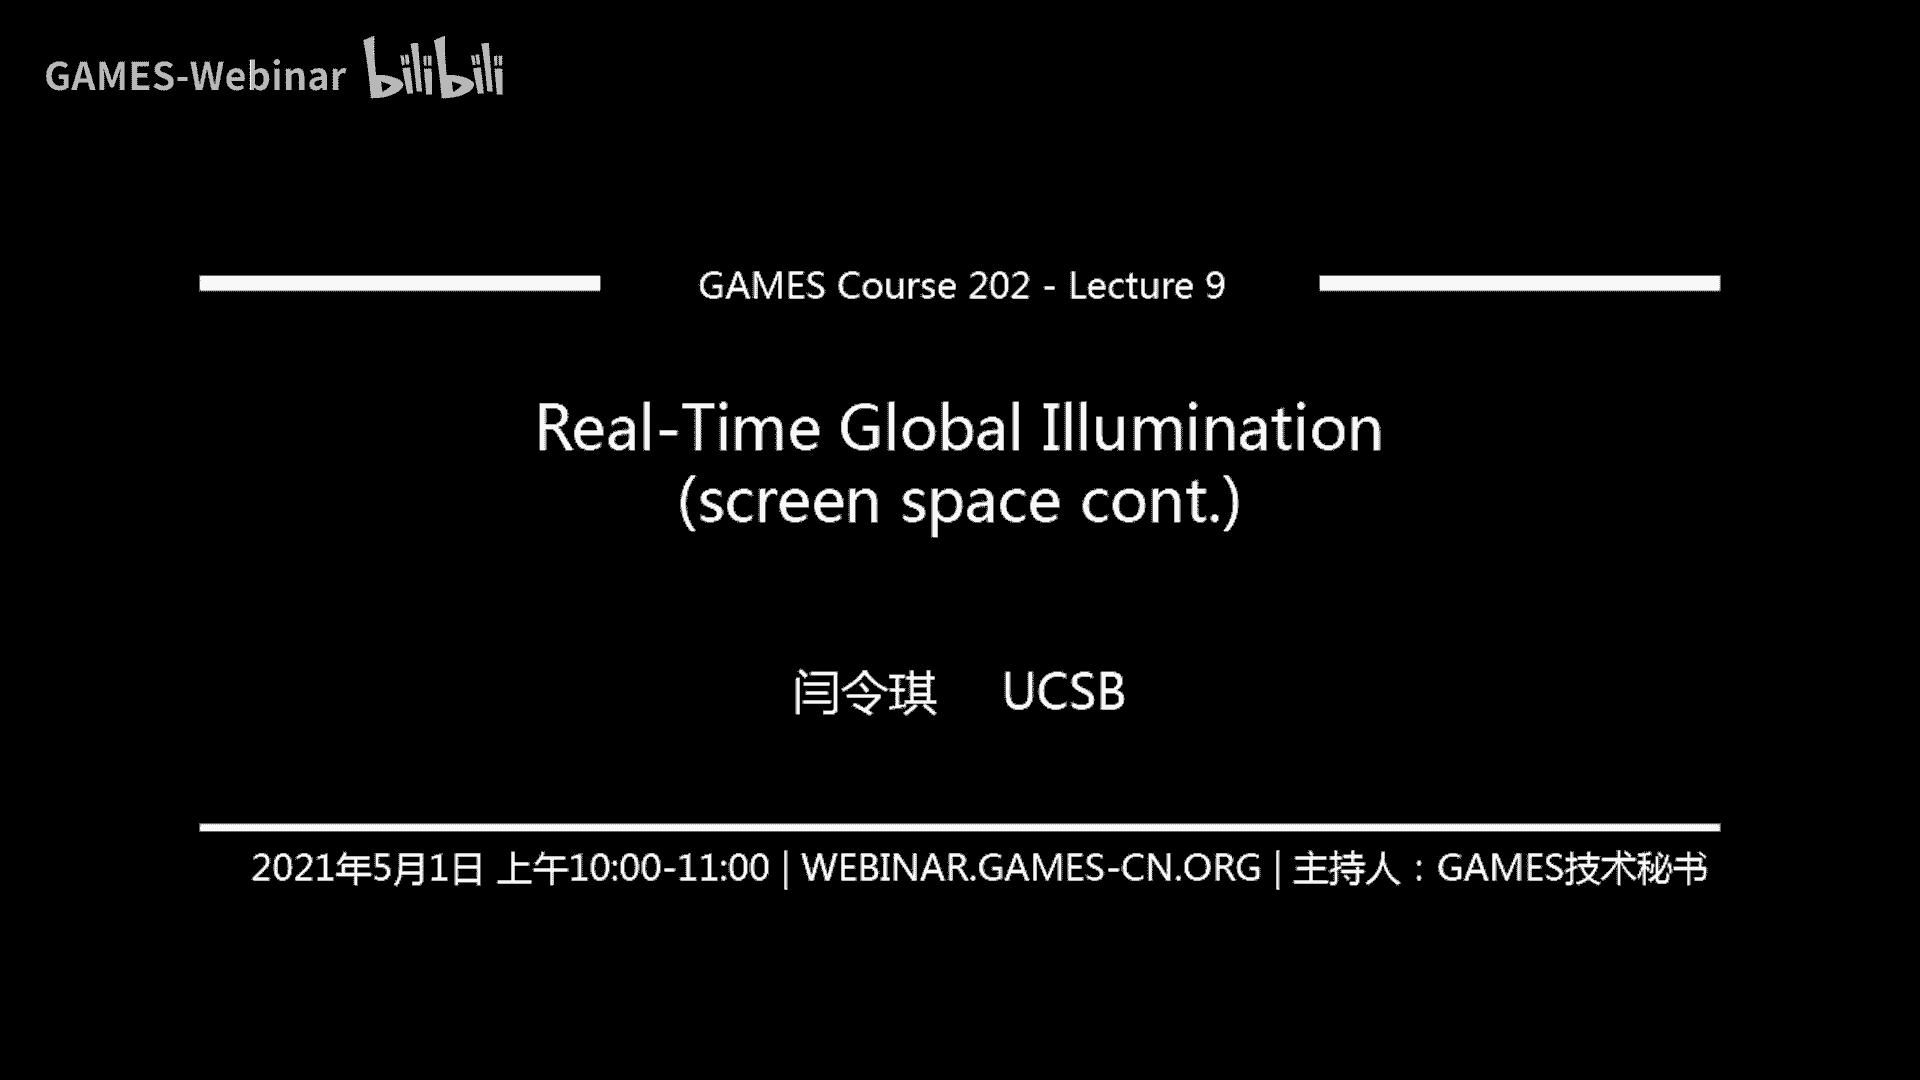 GAMES-Webinar bilibili
GAMES Course 202 - Lecture 9
Real-Time Global Illumination
(screen space cont.)
闫令琪 UCSB
2021年5月1日 上午10:00-11:00 | WEBINAR.GAMES-CN.ORG | 主持人：GAMES技术秘书